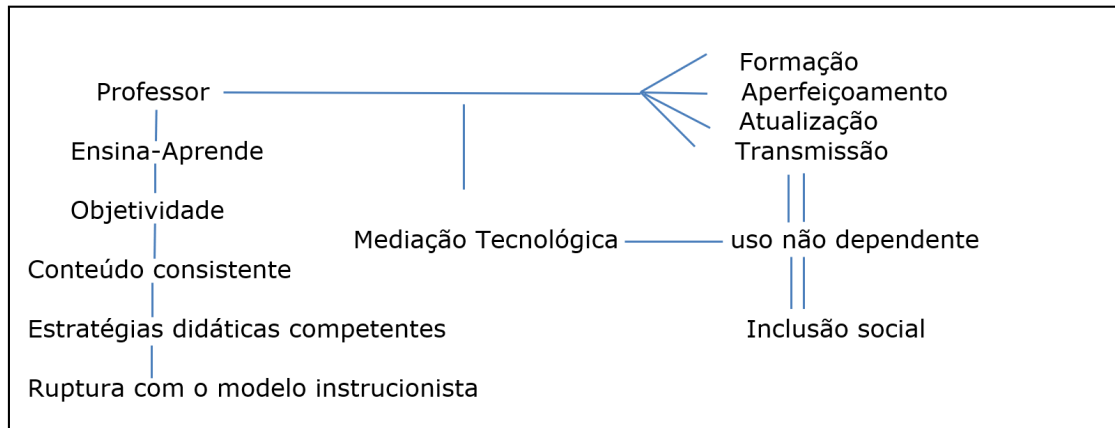 Formação
Professor
Aperfeiçoamento
Atualização
Ensina-Aprende
Transmissão
Objetividade
Mediação Tecnológica
uso não dependente
Conteúdo consistente
Estratégias didáticas competentes
Inclusão social
Ruptura com o modelo instrucionista